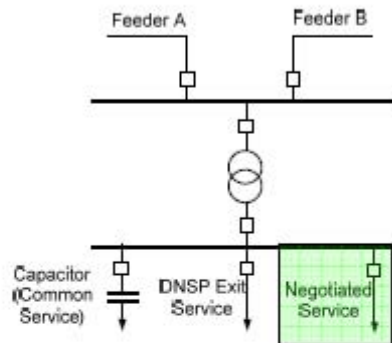 Feeder A
Feeder B
Capacitor
(Common
Service)
DNSP Exit
Service
Negotiated
Service